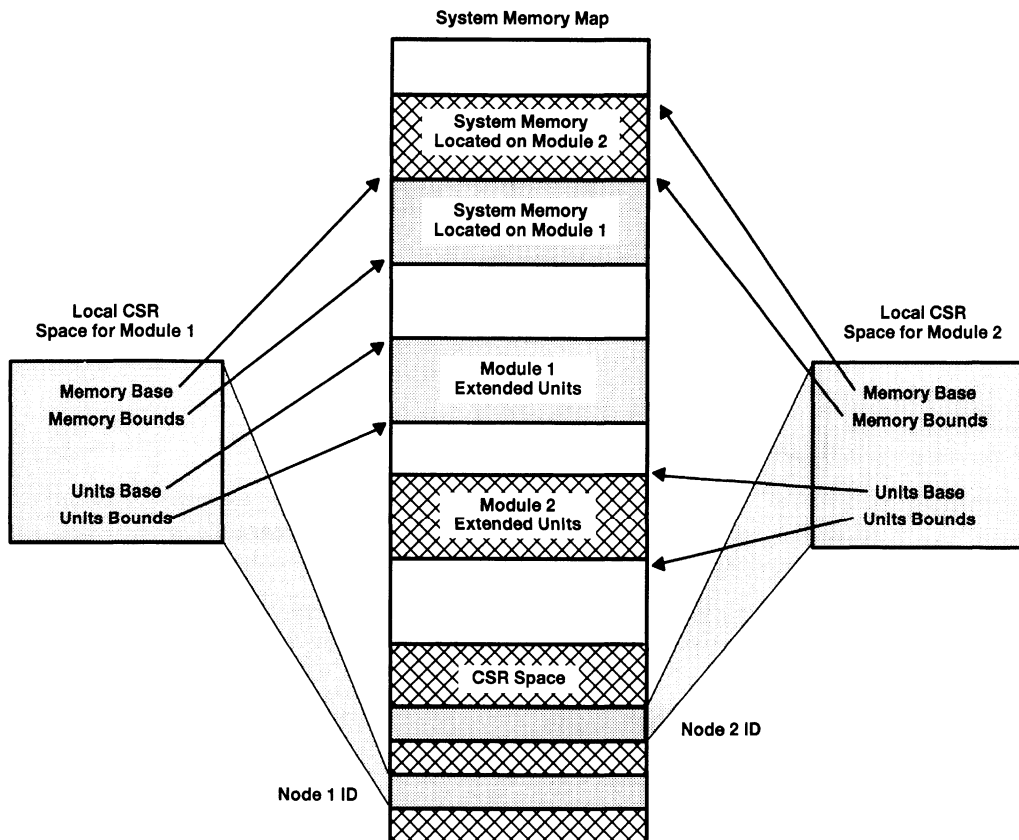 System Memory Map
System Memory
Located on Module 2
System Memory
Located on Module 1
Local CSR
Space for Module 1
Memory Base
Memory Bounds
Units Base
Units Bounds
Module 1
Extended Units
Module 2
Extended Units
CSR Space
Local CSR
Space for Module 2
Memory Base
Memory Bounds
Units Base
Units Bounds
Node 2 ID
Node 1 ID